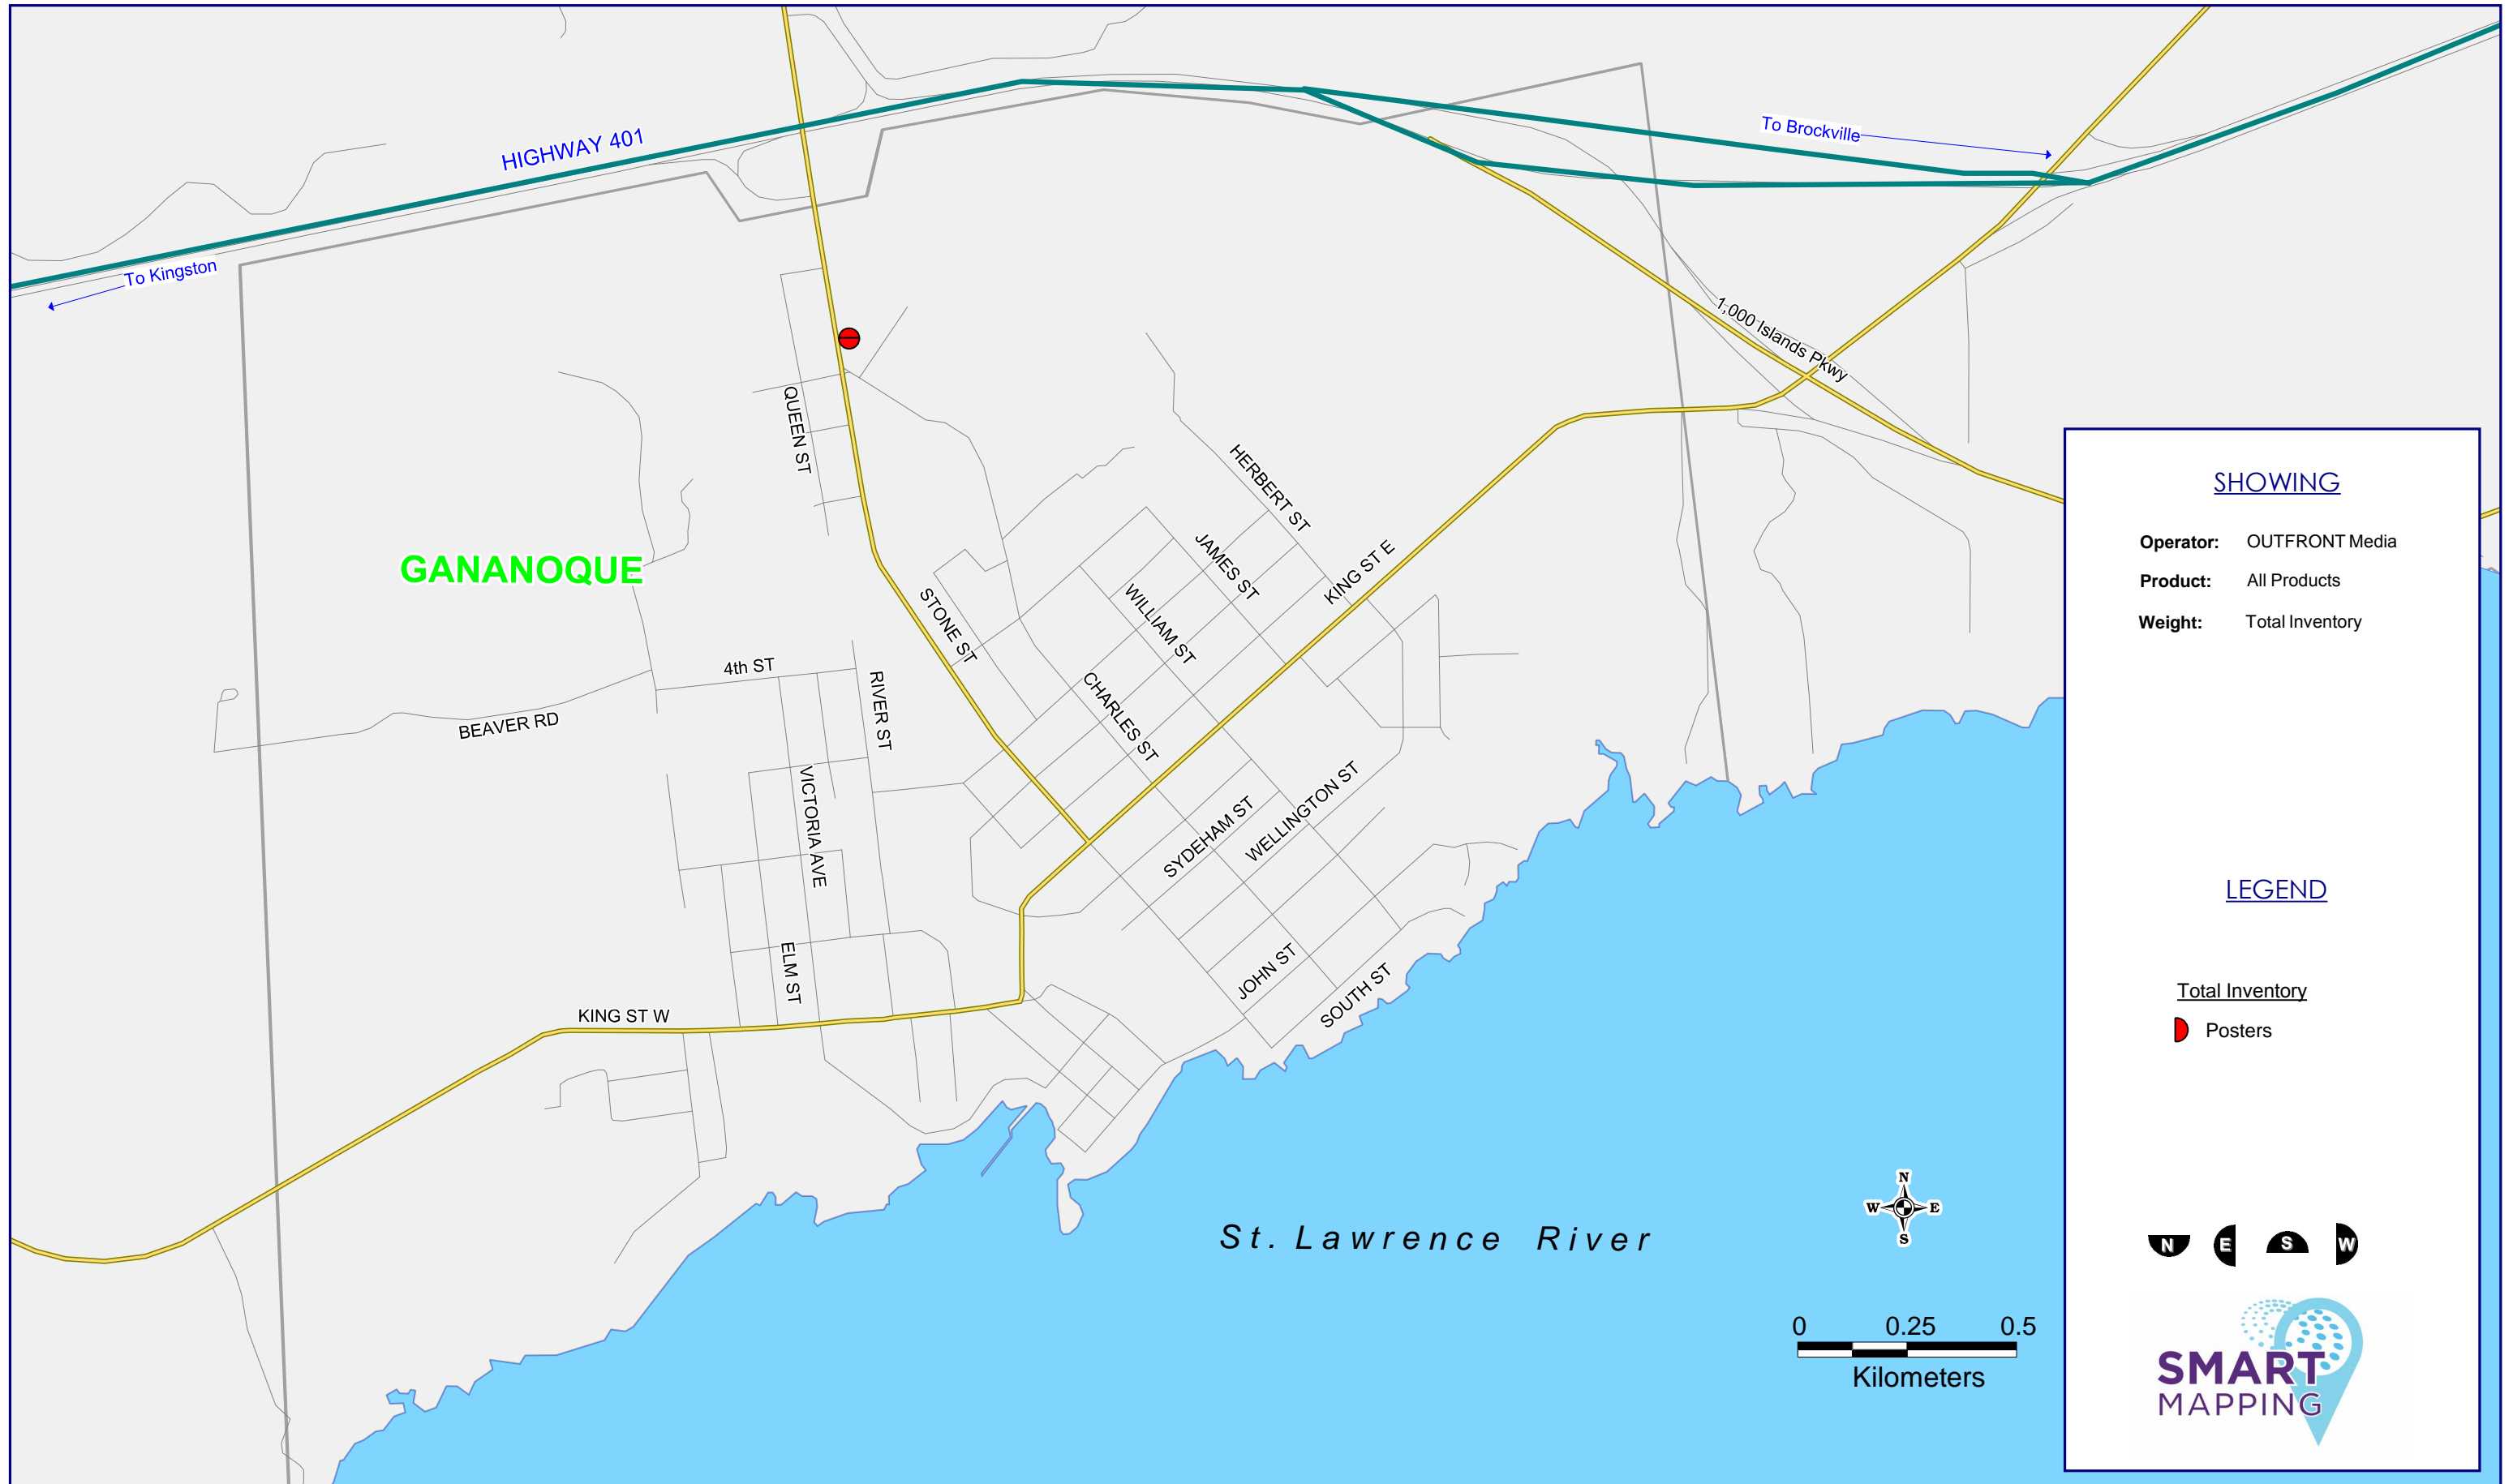 HIGHWAY 401
To Brockville
To Kingston
1,000 Islands Pkwy
QUEEN ST
HERBERT ST
GANANOQUE
JAMES ST
KING ST E
STONE ST
WILLIAM ST
4th ST
RIVER ST
CHARLES ST
BEAVER RD
VICTORIA AVE
SYDEHAM ST
WELLINGTON ST
ELM ST
JOHN ST
SOUTH ST
KING ST W
St. Lawrence River
N
W E
S
0 0.25 0.5
Kilometers
SHOWING
Operator: OUTFRONT Media
Product: All Products
Weight: Total Inventory
LEGEND
Total Inventory
Posters
N E S W
SMART
MAPPING